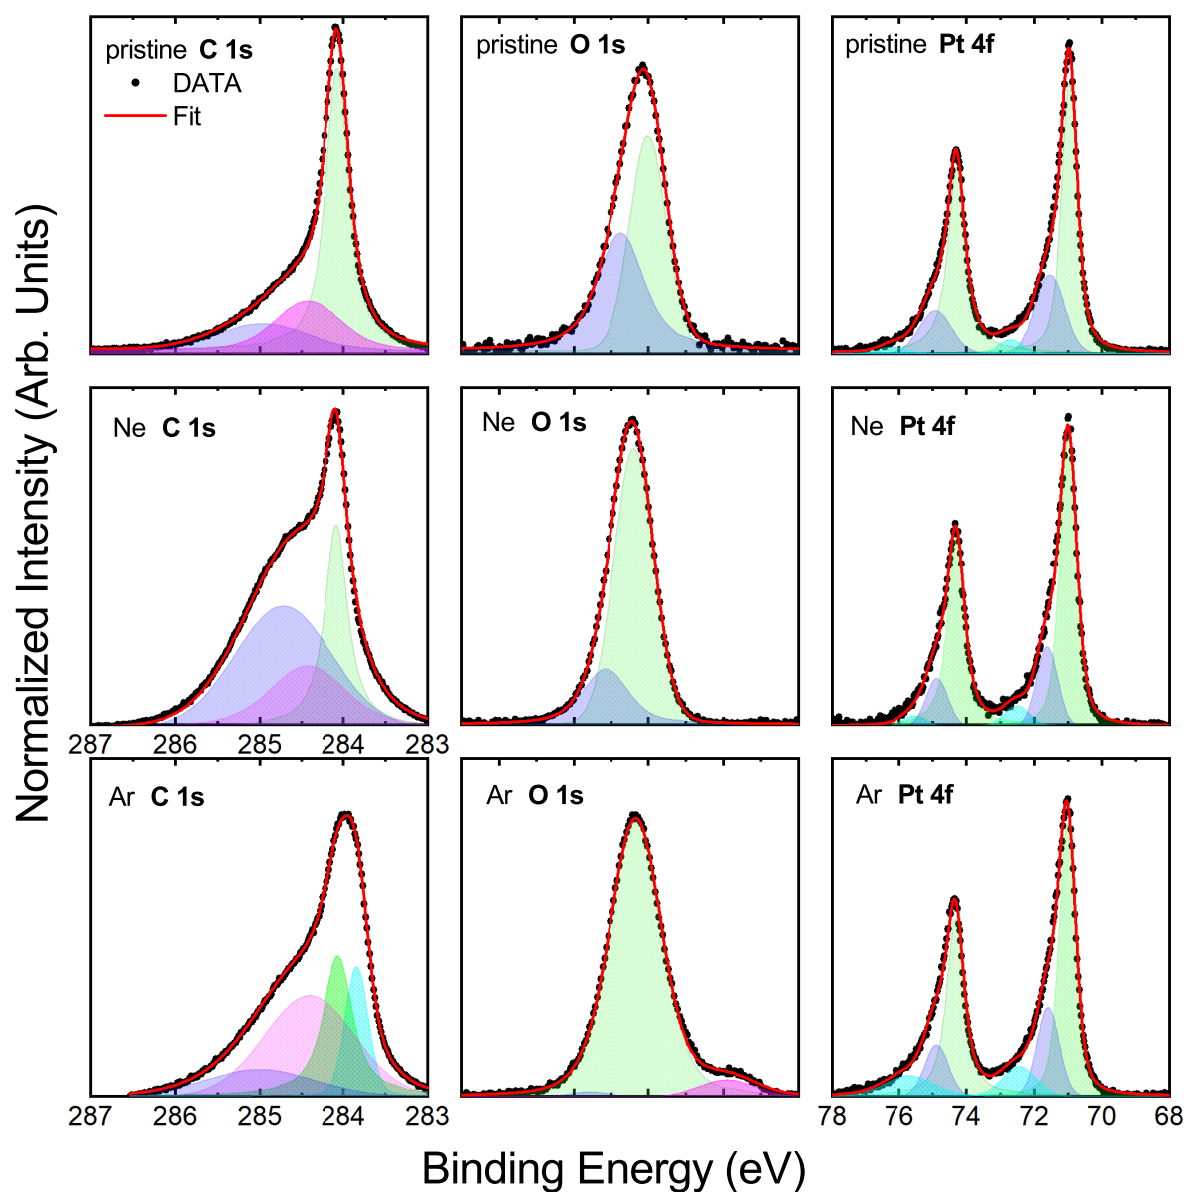 pristine C 1s
DATA
Fit
pristine O 1s
pristine Pt 4f
Ne C 1s
Ne O 1s
Ne Pt 4f
287 286 285 284 283
Ar C 1s
Ar O 1s
Ar Pt 4f
287 286 285 284 283
78 76 74 72 70 68
Normalized Intensity (Arb. Units)
Binding Energy (eV)